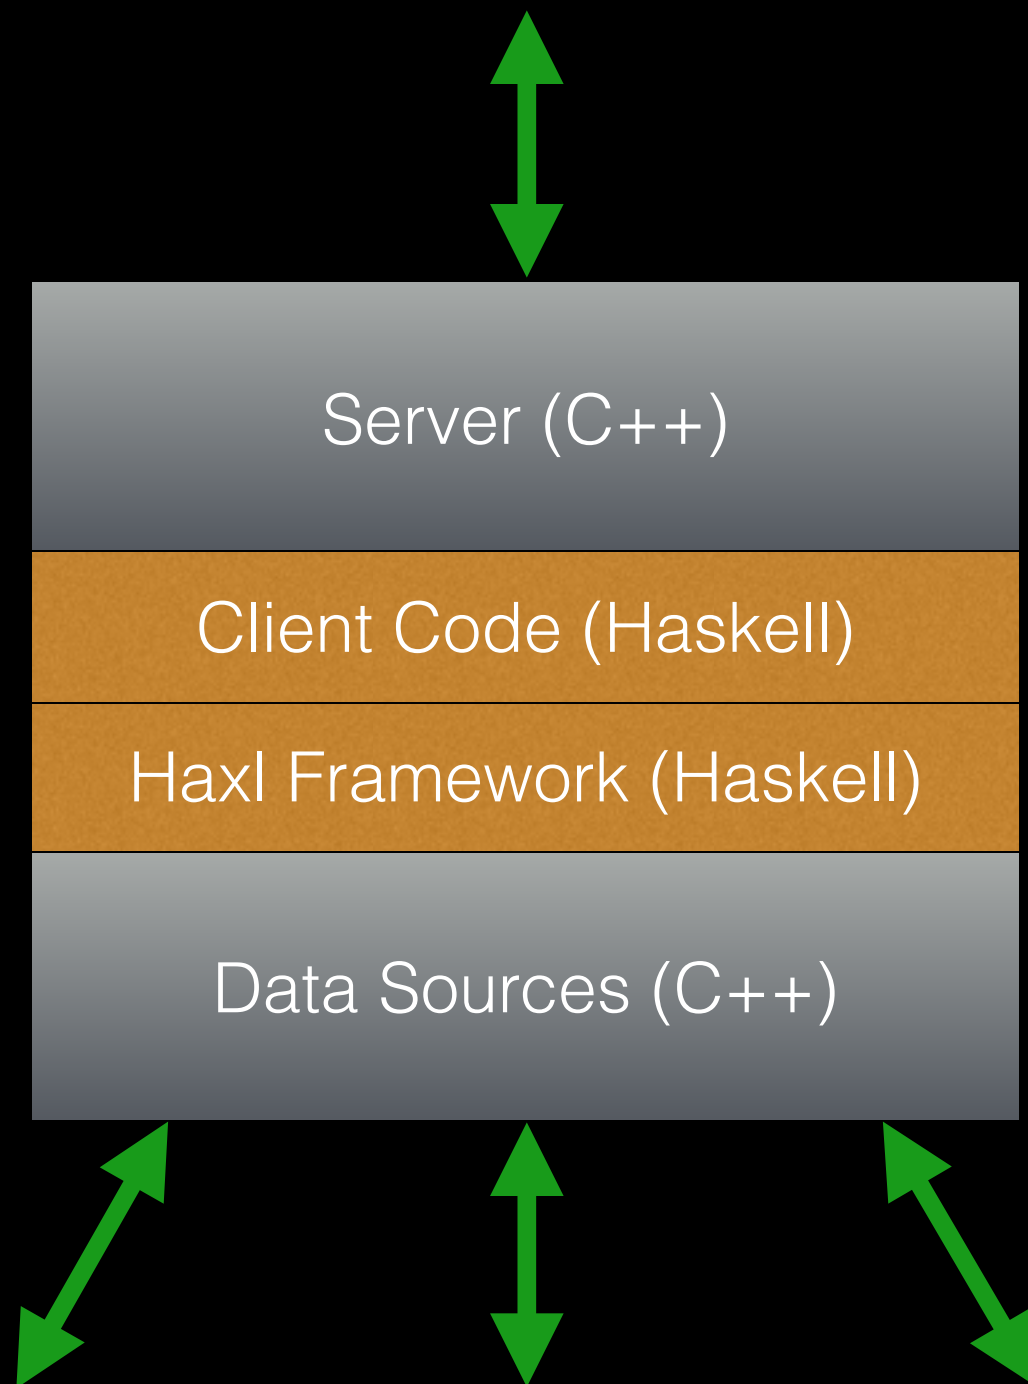 Server (C++)
Client Code (Haskell)
Haxl Framework (Haskell)
Data Sources (C++)